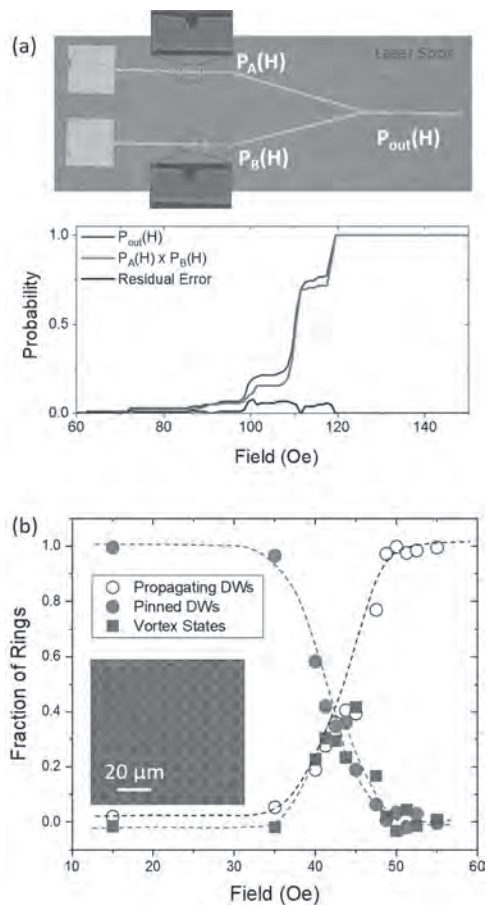 (a)
Laser Spots
P_A(H)
P_B(H)
P_out(H)
P_out(H)
P_A(H) x P_B(H)
Residual Error
1.0
0.5
0.0
Probability
60 80 100 120 140
Field (Oe)
(b)
1.0
0.8
0.6
0.4
0.2
0.0
Fraction of Rings
Propagating DWs
Pinned DWs
Vortex States
20 μm
10 20 30 40 50 60
Field (Oe)